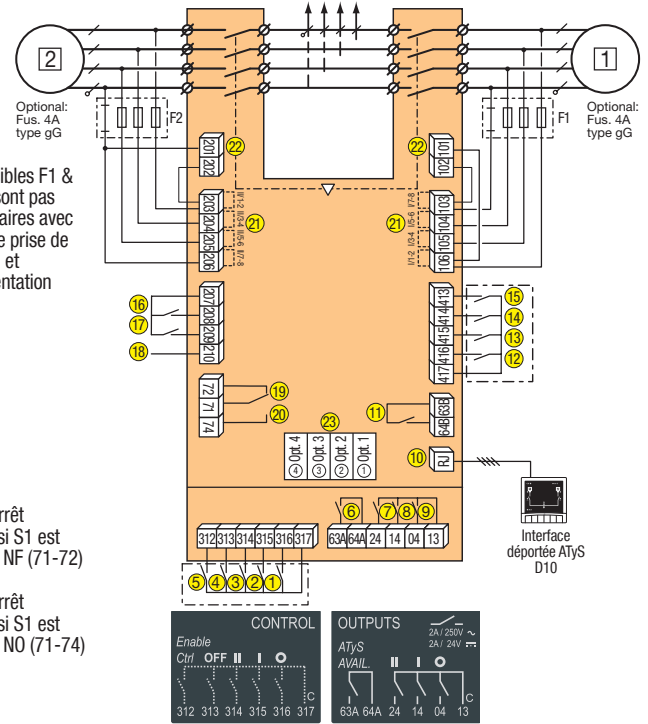 2
1
Optional:
Fus. 4A
type gG
F2
F1
Optional:
Fus. 4A
type gG
201
202
22
22
101
102
ibles F1 &
sont pas
aires avec
e prise de
et
entation
203
204
205
206
II/1-2
II/3-4
II/5-6
II/7-8
21
21
I/7-8
I/5-6
I/3-4
I/1-2
103
104
105
106
16
17
18
207
208
209
210
413
414
415
416
417
15
14
13
12
72
71
74
19
20
11
63B
64B
23
Opt. 4
Opt. 3
Opt. 2
Opt. 1
4
3
2
1
10
RJ
Interface
déportée ATyS
D10
rrêt
si S1 est
NF (71-72)
rrêt
si S1 est
NO (71-74)
6
7
8
9
312
313
314
315
316
317
63A
64A
24
14
04
13
5
4
3
2
1
CONTROL
Enable
Ctrl OFF II I O
C
312 313 314 315 316 317
OUTPUTS
2A / 250V ~
2A / 24V ⎓
ATyS
AVAIL. II I O
C
63A 64A 24 14 04 13